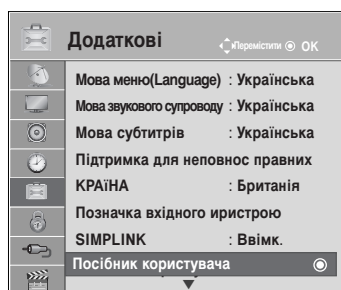 Додаткові Перемістити OK
Мова меню(Language) : Українська
Мова звукового супроводу : Українська
Мова субтитрів : Українська
Підтримка для неповнос правних
КРАЇНА : Британія
Позначка вхідного иристрою
SIMPLINK : Ввімк.
Посібник користувача